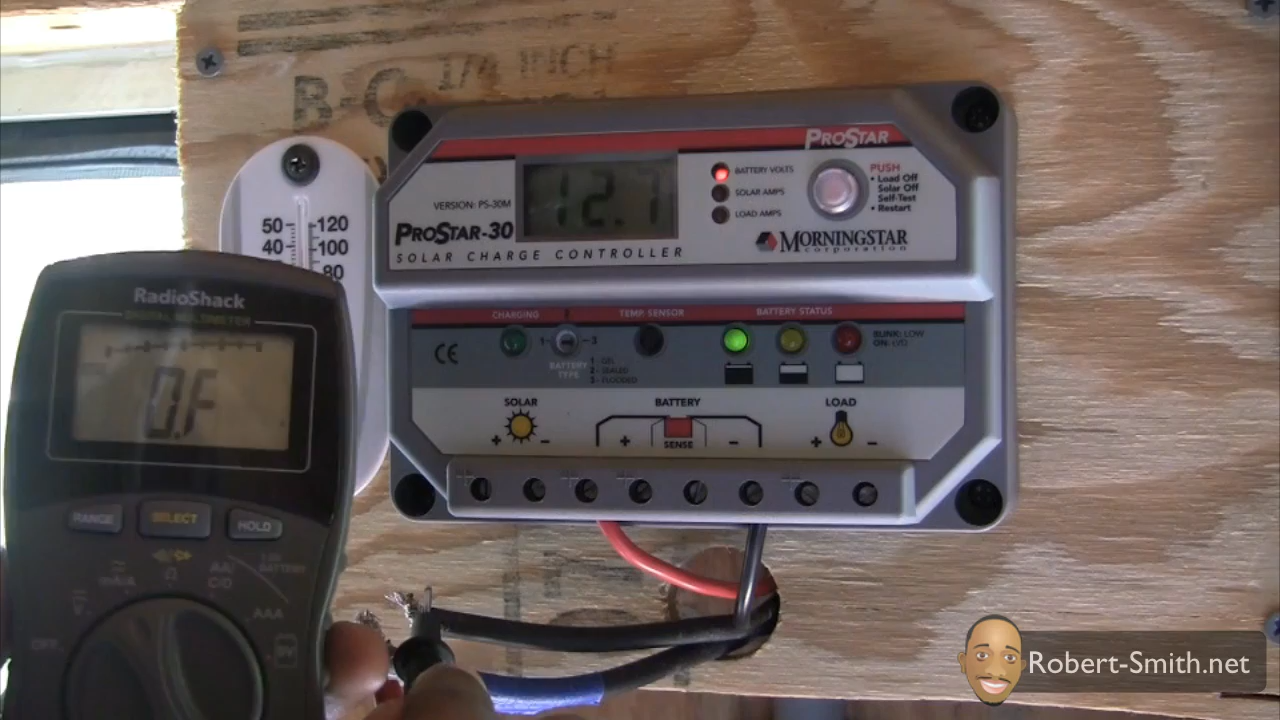 B-C 1/4 INCH
PROSTAR
BATTERY VOLTS
SOLAR AMPS
LOAD AMPS
PUSH
• Load Off
Solar Off
Self-Test
• Restart
VERSION: PS-30M
12.7
PROSTAR-30
MORNINGSTAR
corporation
SOLAR CHARGE CONTROLLER
50 120
40 100
80
RadioShack
DIGITAL MULTIMETER
CHARGING
TEMP. SENSOR
BATTERY STATUS
CE
1 2 3
BATTERY TYPE
1 - GEL
2 - SEALED
3 - FLOODED
BLINK: LOW
ON: LVD
SOLAR
BATTERY
LOAD
+ - + SENSE - + -
RANGE
SELECT
HOLD
OFF
mA/A
AAA
9V
Robert-Smith.net